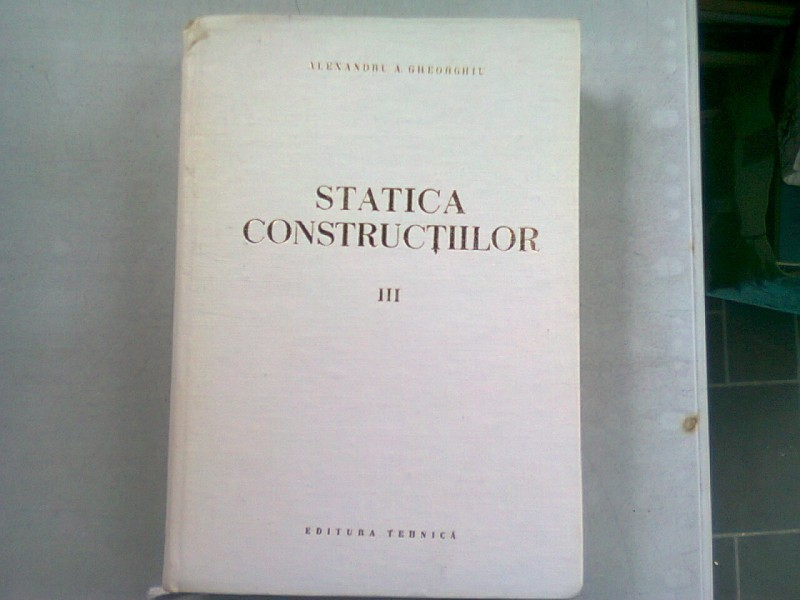 ALEXANDRU A. GHEORGHIU
STATICA
CONSTRUCȚIILOR
III
EDITURA TEHNICĂ